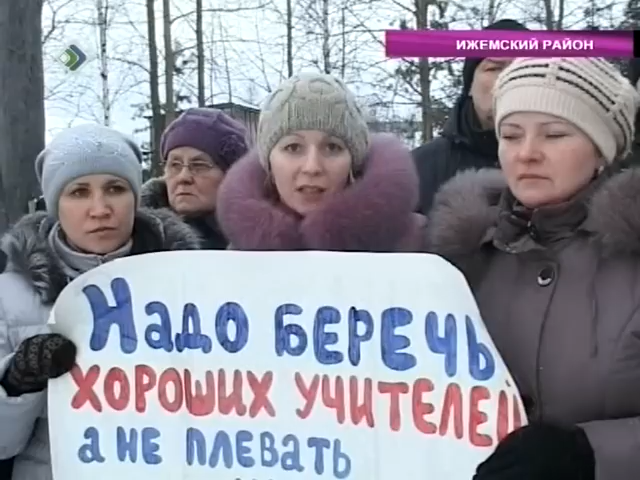 ИЖЕМСКИЙ РАЙОН
Надо БЕРЕЧЬ
ХОРОШИХ УЧИТЕЛЕЙ
а НЕ ПЛЕВАТЬ